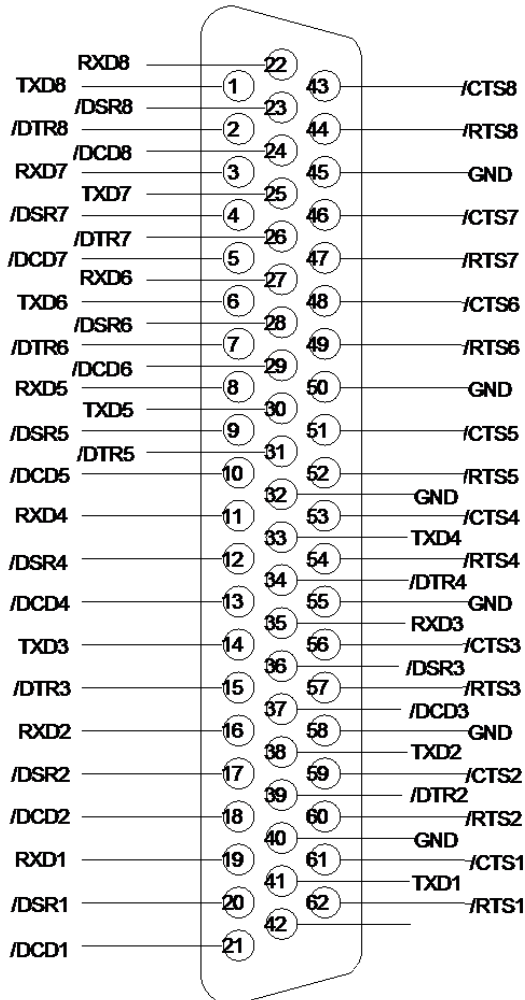 RXD8 22
TXD8 1 43 /CTS8
/DSR8 23
/DTR8 2 44 /RTS8
/DCD8 24
RXD7 3 45 GND
TXD7 25
/DSR7 4 46 /CTS7
/DTR7 26
/DCD7 5 47 /RTS7
RXD6 27
TXD6 6 48 /CTS6
/DSR6 28
/DTR6 7 49 /RTS6
/DCD6 29
RXD5 8 50 GND
TXD5 30
/DSR5 9 51 /CTS5
/DTR5 31
/DCD5 10 52 /RTS5
32 GND
RXD4 11 53 /CTS4
33 TXD4
/DSR4 12 54 /RTS4
34 /DTR4
/DCD4 13 55 GND
35 RXD3
TXD3 14 56 /CTS3
36 /DSR3
/DTR3 15 57 /RTS3
37 /DCD3
RXD2 16 58 GND
38 TXD2
/DSR2 17 59 /CTS2
39 /DTR2
/DCD2 18 60 /RTS2
40 GND
RXD1 19 61 /CTS1
41 TXD1
/DSR1 20 62 /RTS1
42
/DCD1 21